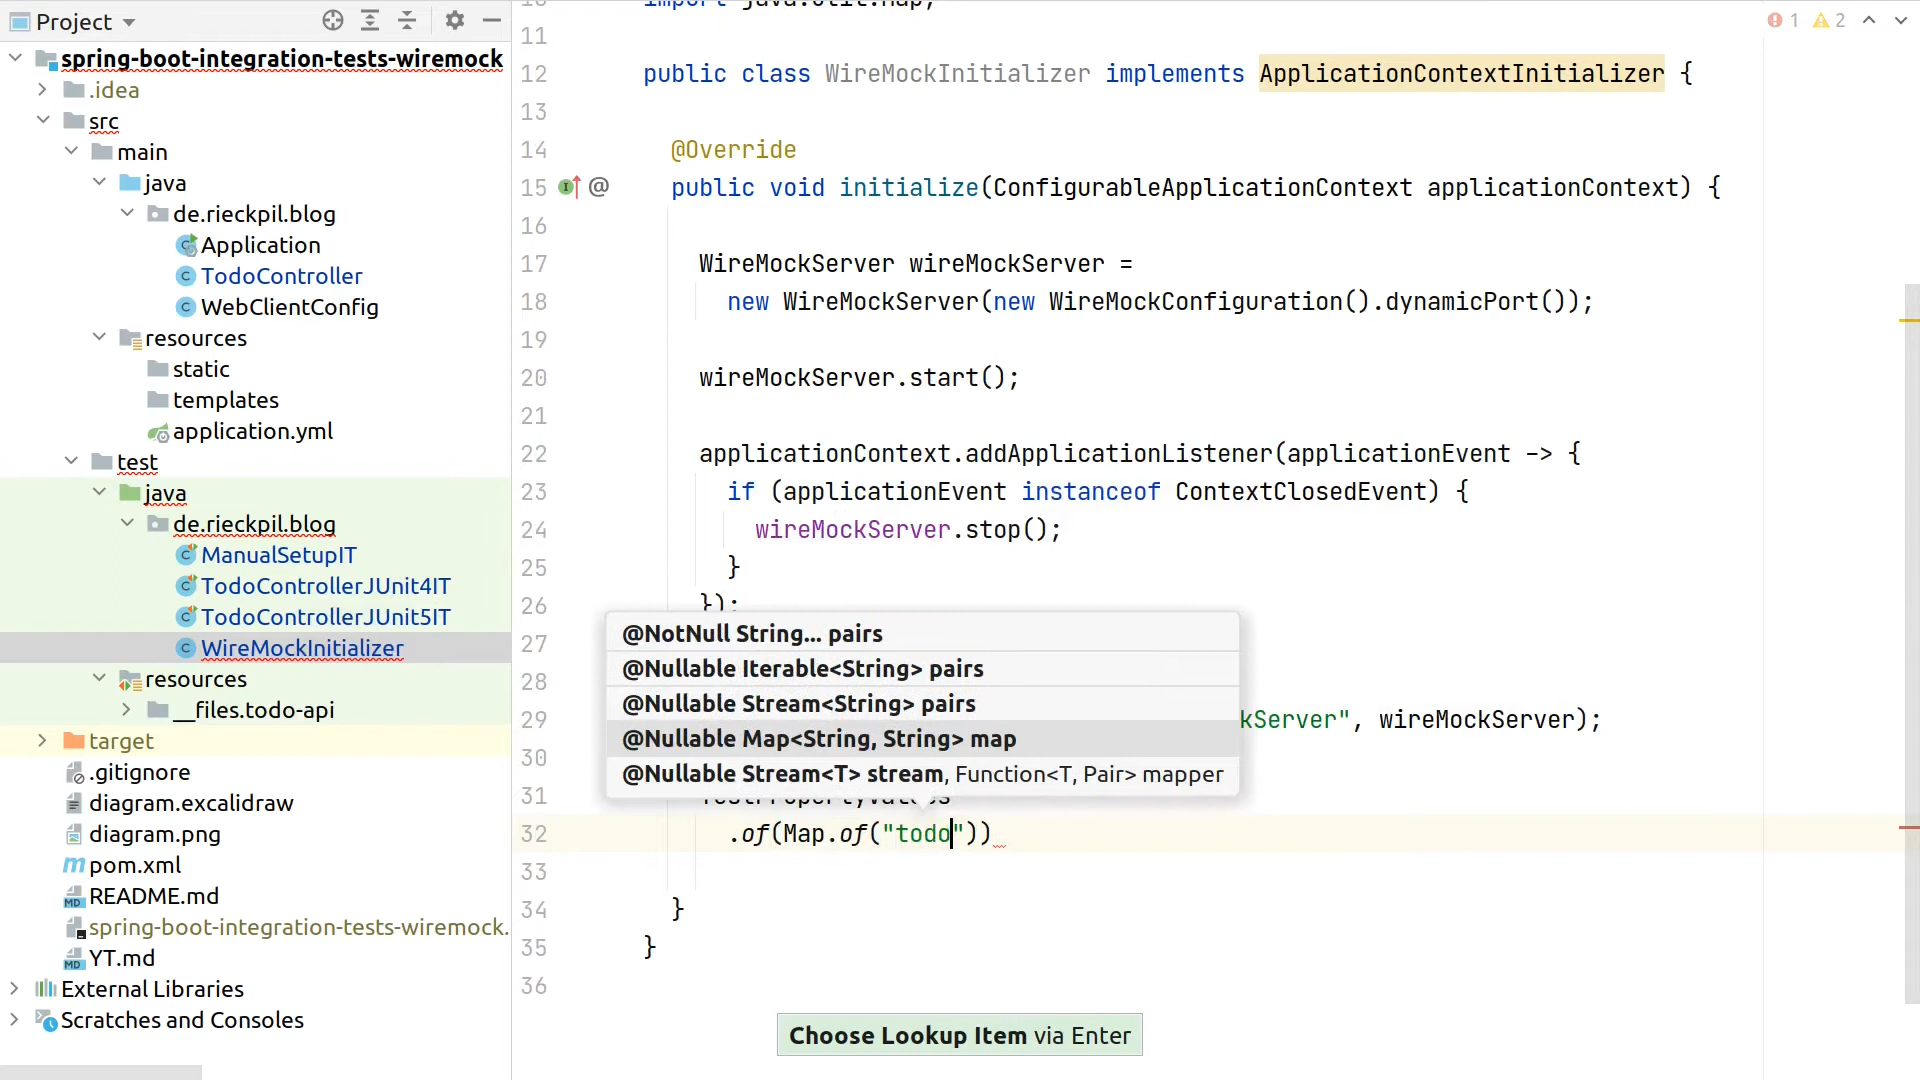 Project
spring-boot-integration-tests-wiremock
.idea
src
main
java
de.rieckpil.blog
Application
TodoController
WebClientConfig
resources
static
templates
application.yml
test
java
de.rieckpil.blog
ManualSetupIT
TodoControllerJUnit4IT
TodoControllerJUnit5IT
WireMockInitializer
resources
__files.todo-api
target
.gitignore
diagram.excalidraw
diagram.png
pom.xml
README.md
spring-boot-integration-tests-wiremock.
YT.md
External Libraries
Scratches and Consoles
1 2
10 import java.util.Map;
11
12 public class WireMockInitializer implements ApplicationContextInitializer {
13
14 @Override
15 public void initialize(ConfigurableApplicationContext applicationContext) {
16
17 WireMockServer wireMockServer =
18 new WireMockServer(new WireMockConfiguration().dynamicPort());
19
20 wireMockServer.start();
21
22 applicationContext.addApplicationListener(applicationEvent -> {
23 if (applicationEvent instanceof ContextClosedEvent) {
24 wireMockServer.stop();
25 }
26 });
27
28
29 kServer", wireMockServer);
30
31 TestPropertyValues
32 .of(Map.of("todo"))
33
34 }
35 }
36
@NotNull String... pairs
@Nullable Iterable<String> pairs
@Nullable Stream<String> pairs
@Nullable Map<String, String> map
@Nullable Stream<T> stream, Function<T, Pair> mapper
Choose Lookup Item via Enter